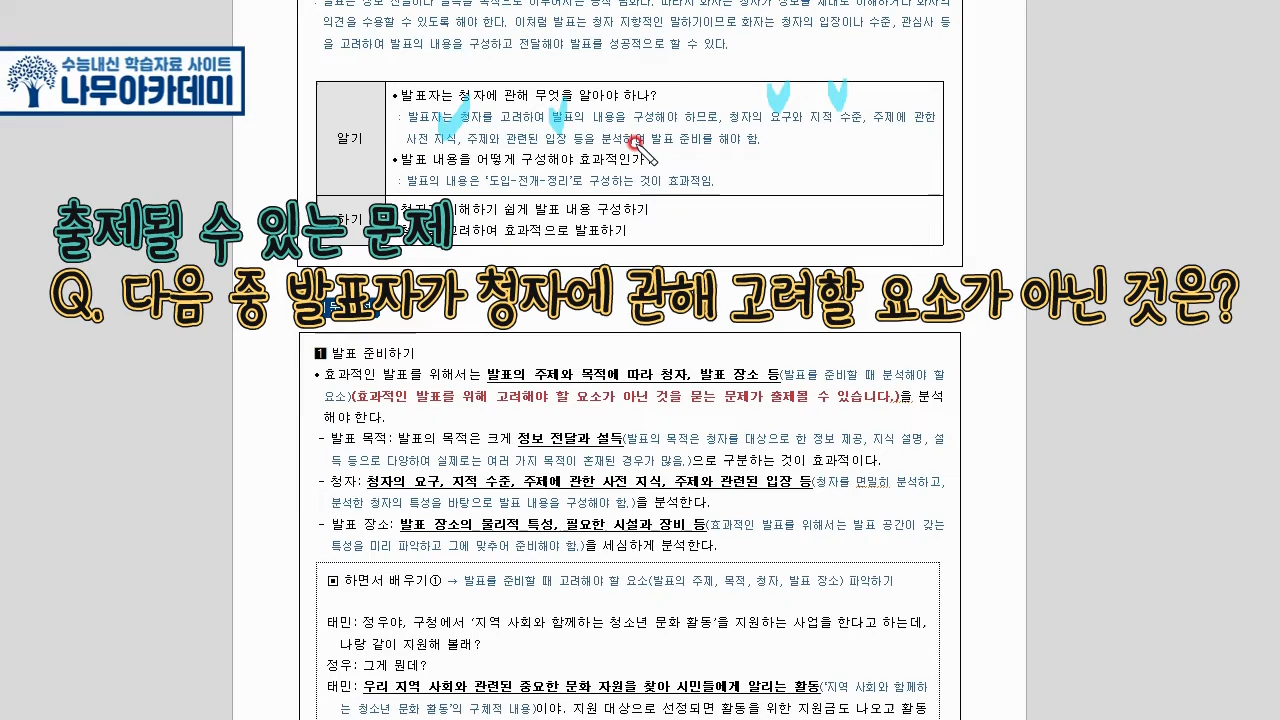 : 발표는 정보 전달이나 설득을 목적으로 이루어지는 공적 담화다. 따라서 화자는 청자가 정보를 제대로 이해하거나 화자의
의견을 수용할 수 있도록 해야 한다. 이처럼 발표는 청자 지향적인 말하기이므로 화자는 청자의 입장이나 수준, 관심사 등
을 고려하여 발표의 내용을 구성하고 전달해야 발표를 성공적으로 할 수 있다.
수능내신 학습자료 사이트
나무아카데미
알기
• 발표자는 청자에 관해 무엇을 알아야 하나?
: 발표자는 청자를 고려하여 발표의 내용을 구성해야 하므로, 청자의 요구와 지적 수준, 주제에 관한
사전 지식, 주제와 관련된 입장 등을 분석하여 발표 준비를 해야 함.
• 발표 내용을 어떻게 구성해야 효과적인가
: 발표의 내용은 '도입-전개-정리'로 구성하는 것이 효과적임.
하기
이해하기 쉽게 발표 내용 구성하기
고려하여 효과적으로 발표하기
출제될 수 있는 문제
Q. 다음 중 발표자가 청자에 관해 고려할 요소가 아닌 것은?
1 발표 준비하기
• 효과적인 발표를 위해서는 발표의 주제와 목적에 따라 청자, 발표 장소 등(발표를 준비할 때 분석해야 할
요소)(효과적인 발표를 위해 고려해야 할 요소가 아닌 것을 묻는 문제가 출제될 수 있습니다.)을 분석
해야 한다.
- 발표 목적: 발표의 목적은 크게 정보 전달과 설득(발표의 목적은 청자를 대상으로 한 정보 제공, 지식 설명, 설
득 등으로 다양하며 실제로는 여러 가지 목적이 혼재된 경우가 많음.)으로 구분하는 것이 효과적이다.
- 청자: 청자의 요구, 지적 수준, 주제에 관한 사전 지식, 주제와 관련된 입장 등(청자를 면밀히 분석하고,
분석한 청자의 특성을 바탕으로 발표 내용을 구성해야 함.)을 분석한다.
- 발표 장소: 발표 장소의 물리적 특성, 필요한 시설과 장비 등(효과적인 발표를 위해서는 발표 공간이 갖는
특성을 미리 파악하고 그에 맞추어 준비해야 함.)을 세심하게 분석한다.
▣ 하면서 배우기① → 발표를 준비할 때 고려해야 할 요소(발표의 주제, 목적, 청자, 발표 장소) 파악하기
태민: 정우야, 구청에서 '지역 사회와 함께하는 청소년 문화 활동'을 지원하는 사업을 한다고 하는데,
나랑 같이 지원해 볼래?
정우: 그게 뭔데?
태민: 우리 지역 사회와 관련된 중요한 문화 자원을 찾아 시민들에게 알리는 활동('지역 사회와 함께하
는 청소년 문화 활동'의 구체적 내용)이야. 지원 대상으로 선정되면 활동을 위한 지원금도 나오고 활동